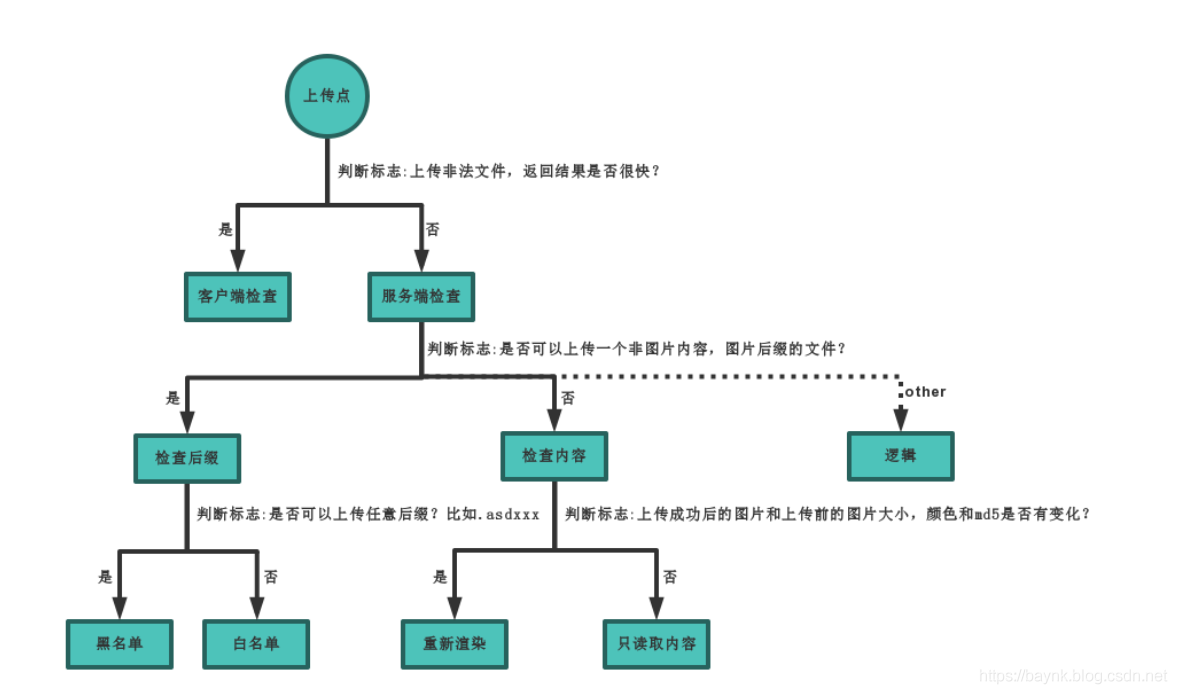 上传点
判断标志:上传非法文件，返回结果是否很快？
是
否
客户端检查
服务端检查
判断标志:是否可以上传一个非图片内容，图片后缀的文件？
是
否
other
检查后缀
检查内容
逻辑
判断标志:是否可以上传任意后缀？比如.asdxxx
判断标志:上传成功后的图片和上传前的图片大小，颜色和md5是否有变化？
是
否
是
否
黑名单
白名单
重新渲染
只读取内容
https://baynk.blog.csdn.net